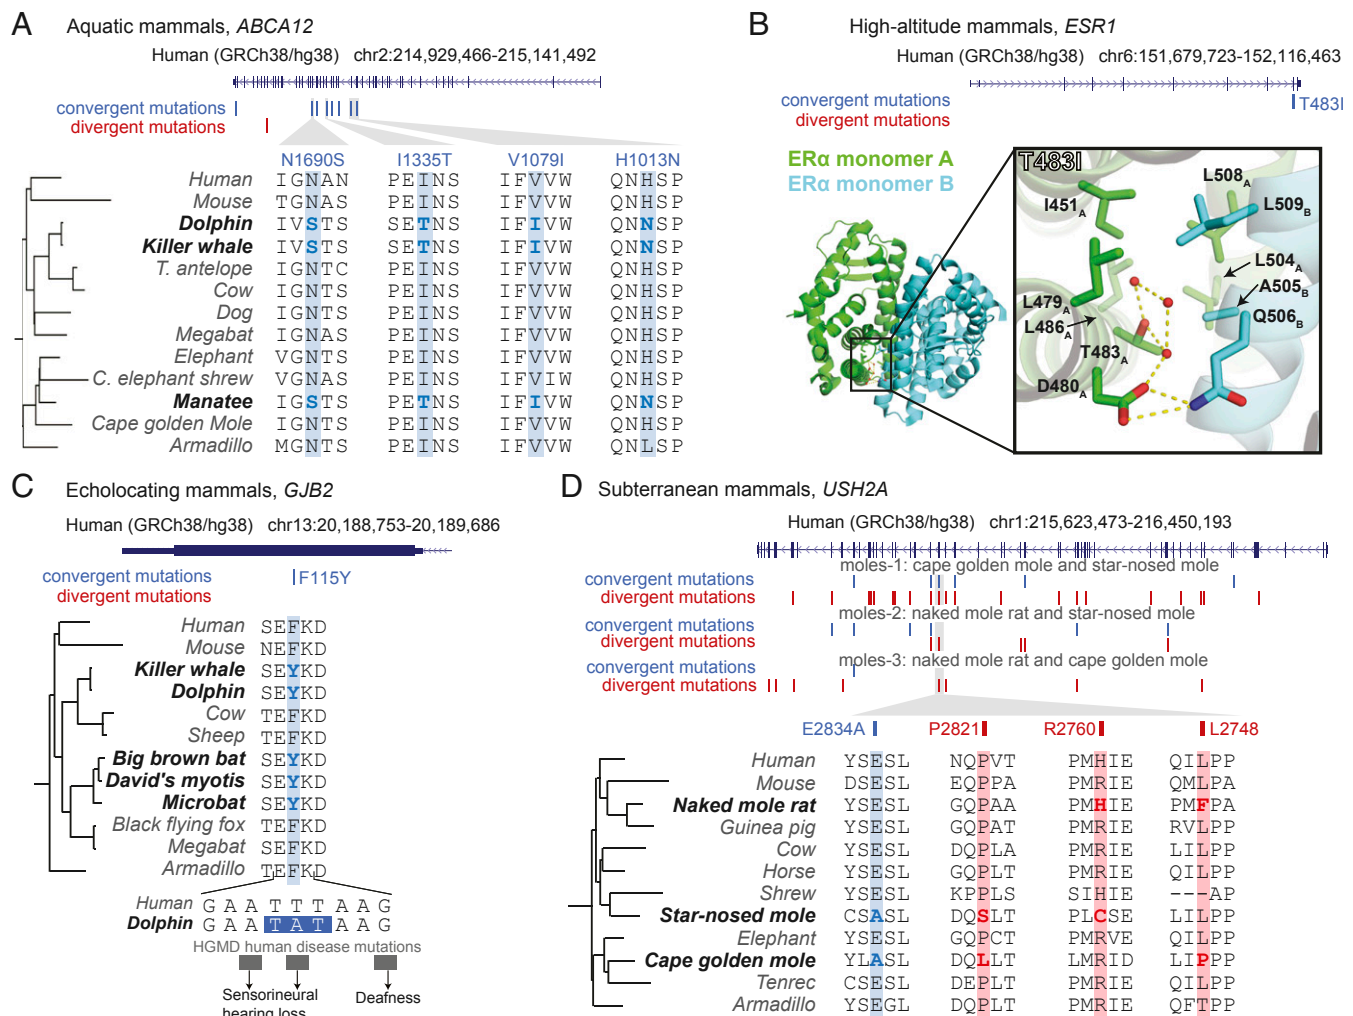 A Aquatic mammals, ABCA12
Human (GRCh38/hg38) chr2:214,929,466-215,141,492
convergent mutations
divergent mutations
N1690S I1335T V1079I H1013N
Human IGNAN PEINS IFVVW QNHSP
Mouse TGNAS PEINS IFVVW QNHSP
Dolphin IVSTS SETNS IFIVW QNNSP
Killer whale IVSTS SETNS IFIVW QNNSP
T. antelope IGNTC PEINS IFVVW QNHSP
Cow IGNTS PEINS IFVVW QNHSP
Dog IGNTS PEINS IFVVW QNHSP
Megabat IGNTS PEINS IFVVW QNHSP
Elephant VGNTS PEINS IFVVW QNHSP
C. elephant shrew VGNAS PEINS IFVIW QNHSP
Manatee IGSTS PETNS IFIVW QNNSP
Cape golden Mole IGNTS PEINS IFVVW QNHSP
Armadillo MGNTS PEINS IFVVW QNLSP
B High-altitude mammals, ESR1
Human (GRCh38/hg38) chr6:151,679,723-152,116,463
convergent mutations
T483I
divergent mutations
ERα monomer A
ERα monomer B
T483I
L508A
I451A
L509B
L504A
A505B
L479A
Q506B
L486A
T483A
D480A
C Echolocating mammals, GJB2
Human (GRCh38/hg38) chr13:20,188,753-20,189,686
convergent mutations F115Y
divergent mutations
Human SEFKD
Mouse NEFKD
Killer whale SEYKD
Dolphin SEYKD
Cow TEFKD
Sheep TEFKD
Big brown bat SEYKD
David's myotis SEYKD
Microbat SEYKD
Black flying fox TEFKD
Megabat SEFKD
Armadillo TEFKD
Human GAATTTAAG
Dolphin GAATATAAG
HGMD human disease mutations
Sensorineural
hearing loss
Deafness
D Subterranean mammals, USH2A
Human (GRCh38/hg38) chr1:215,623,473-216,450,193
moles-1: cape golden mole and star-nosed mole
convergent mutations
divergent mutations
moles-2: naked mole rat and star-nosed mole
convergent mutations
divergent mutations
moles-3: naked mole rat and cape golden mole
convergent mutations
divergent mutations
E2834A P2821 R2760 L2748
Human YSESL NQPVT PMHIE QILPP
Mouse DSESL EQPPA PMRIE QMLPA
Naked mole rat YSESL GQPAA PMHIE PMFPA
Guinea pig YSESL GQPAT PMRIE RVLPP
Cow YSESL DQPLA PMRIE LILPP
Horse YSESL GQPLT PMRIE QILPP
Shrew YSESL KPPLS SIHIE ---AP
Star-nosed mole CSASL DQSLT PLCSE LILPP
Elephant YSESL GQPCT PMRVE QILPP
Cape golden mole YLASL DQLLT LMRID LIPPP
Tenrec CSESL DEPLT PMRIE QILPP
Armadillo YSEGL DQPLT PMRIE QFTPP